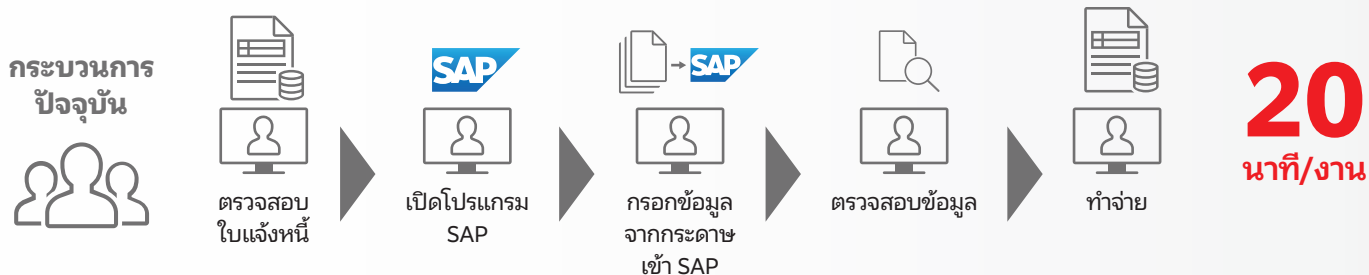 กระบวนการ
ปัจจุบัน
SAP
SAP
ตรวจสอบ
ใบแจ้งหนี้
เปิดโปรแกรม
SAP
กรอกข้อมูล
จากกระดาษ
เข้า SAP
ตรวจสอบข้อมูล
ทำจ่าย
20
นาที/งาน